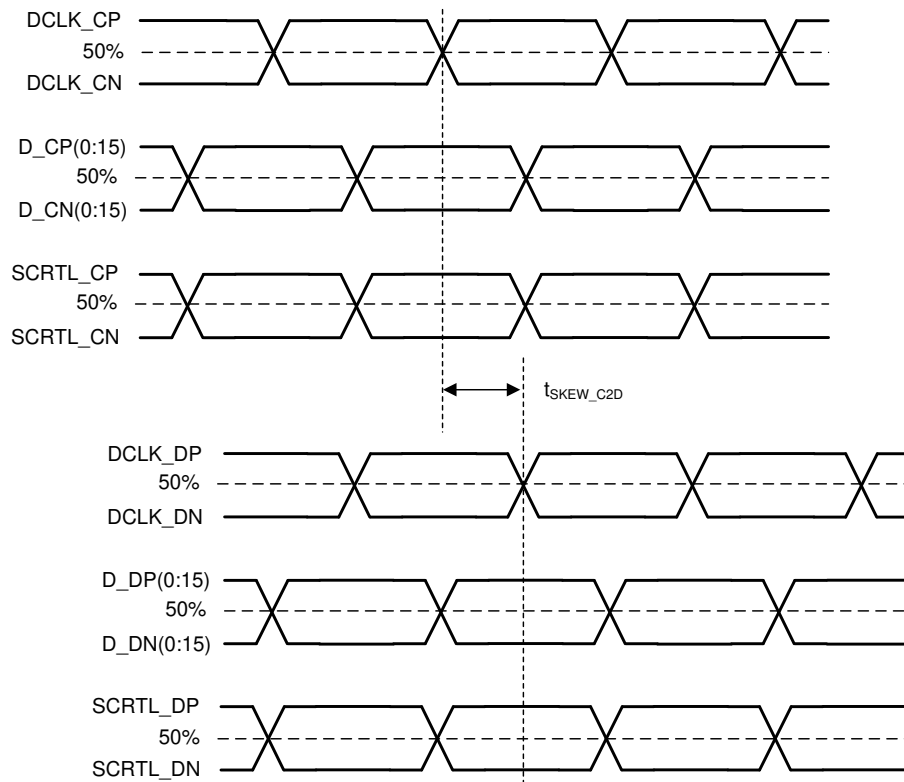 DCLK_CP
50%
DCLK_CN
D_CP(0:15)
50%
D_CN(0:15)
SCRTL_CP
50%
SCRTL_CN
tSKEW_C2D
DCLK_DP
50%
DCLK_DN
D_DP(0:15)
50%
D_DN(0:15)
SCRTL_DP
50%
SCRTL_DN